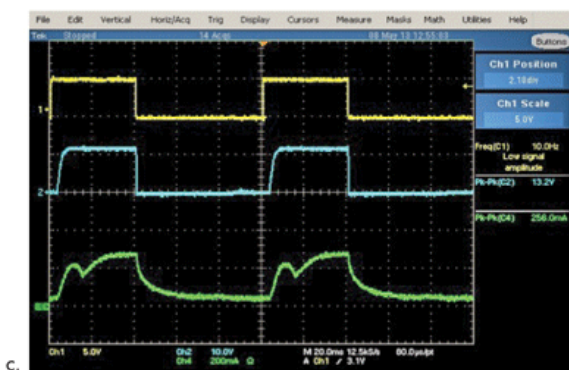 File Edit Vertical Horiz/Acq Trig Display Cursors Measure Masks Math Utilities Help
Tek Stopped 14 Acqs 08 May 13 12:55:03
Buttons
Ch1 Position
2.18div
Ch1 Scale
5.0V
Freq(C1) 10.0Hz
Low signal
amplitude
Pk-Pk(C2) 13.2V
Pk-Pk(C4) 256.0mA
1
2
Ch1 5.0V Ch2 10.0V M 20.0ms 12.5kS/s 80.0µs/pt
Ch4 200mA Ω A Ch1 / 3.1V
c.